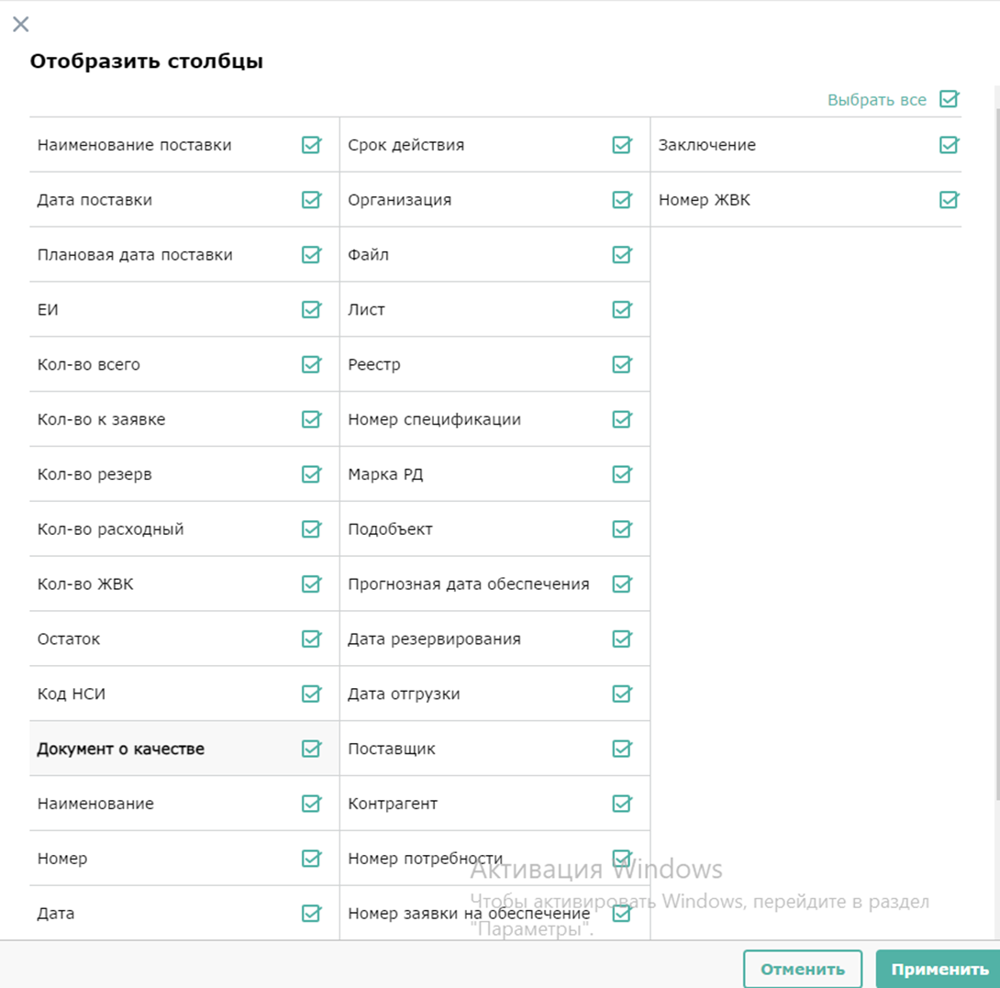 Отобразить столбцы
Выбрать все
Наименование поставки
Дата поставки
Плановая дата поставки
ЕИ
Кол-во всего
Кол-во к заявке
Кол-во резерв
Кол-во расходный
Кол-во ЖВК
Остаток
Код НСИ
Документ о качестве
Наименование
Номер
Дата
Срок действия
Организация
Файл
Лист
Реестр
Номер спецификации
Марка РД
Подобъект
Прогнозная дата обеспечения
Дата резервирования
Дата отгрузки
Поставщик
Контрагент
Номер потребности
Номер заявки на обеспечение
Заключение
Номер ЖВК
Активация Windows
Чтобы активировать Windows, перейдите в раздел
"Параметры".
Отменить
Применить